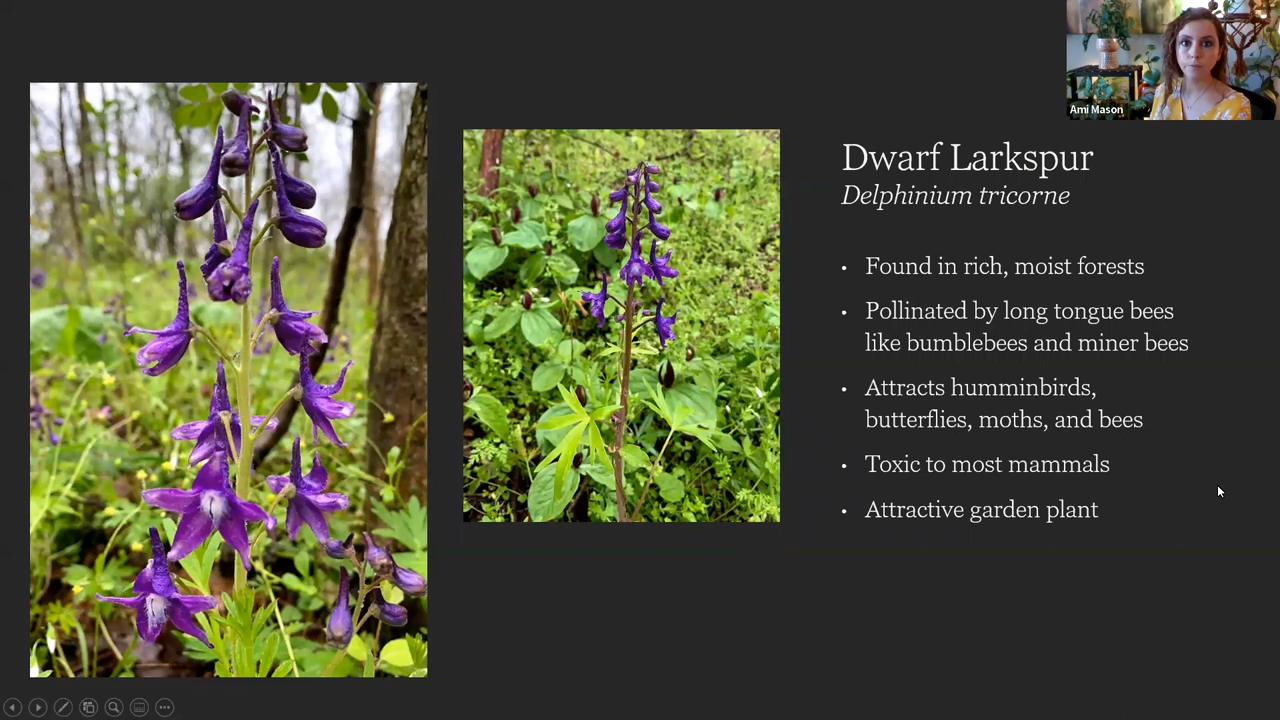 Ami Mason
Dwarf Larkspur
Delphinium tricorne
• Found in rich, moist forests
• Pollinated by long tongue bees
like bumblebees and miner bees
• Attracts humminbirds,
butterflies, moths, and bees
• Toxic to most mammals
• Attractive garden plant